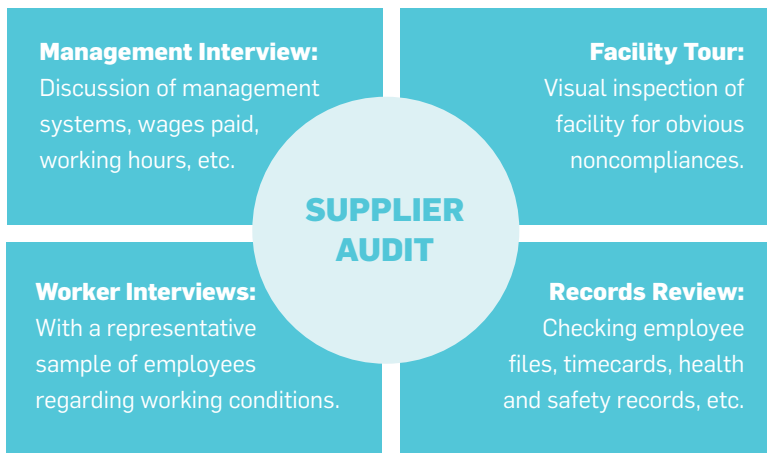 Management Interview:
Discussion of management
systems, wages paid,
working hours, etc.
Facility Tour:
Visual inspection of
facility for obvious
noncompliances.
SUPPLIER
AUDIT
Worker Interviews:
With a representative
sample of employees
regarding working conditions.
Records Review:
Checking employee
files, timecards, health
and safety records, etc.